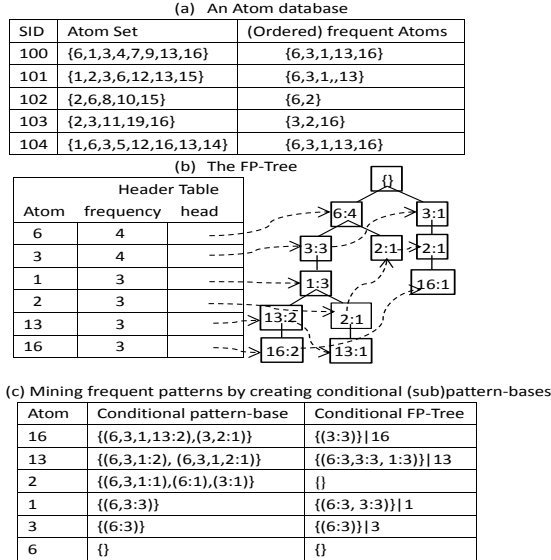 (a) An Atom database
SID Atom Set (Ordered) frequent Atoms
100 {6,1,3,4,7,9,13,16} {6,3,1,13,16}
101 {1,2,3,6,12,13,15} {6,3,1,,13}
102 {2,6,8,10,15} {6,2}
103 {2,3,11,19,16} {3,2,16}
104 {1,6,3,5,12,16,13,14} {6,3,1,13,16}
(b) The FP-Tree
Header Table
Atom frequency head
6 4
3 4
1 3
2 3
13 3
16 3
{}
6:4 3:1
3:3 2:1 2:1
1:3 16:1
13:2 2:1
16:2 13:1
(c) Mining frequent patterns by creating conditional (sub)pattern-bases
Atom Conditional pattern-base Conditional FP-Tree
16 {(6,3,1,13:2),(3,2:1)} {(3:3)}|16
13 {(6,3,1:2), (6,3,1,2:1)} {(6:3,3:3, 1:3)}|13
2 {(6,3,1:1),(6:1),(3:1)} {}
1 {(6,3:3)} {(6:3, 3:3)}|1
3 {(6:3)} {(6:3)}|3
6 {} {}